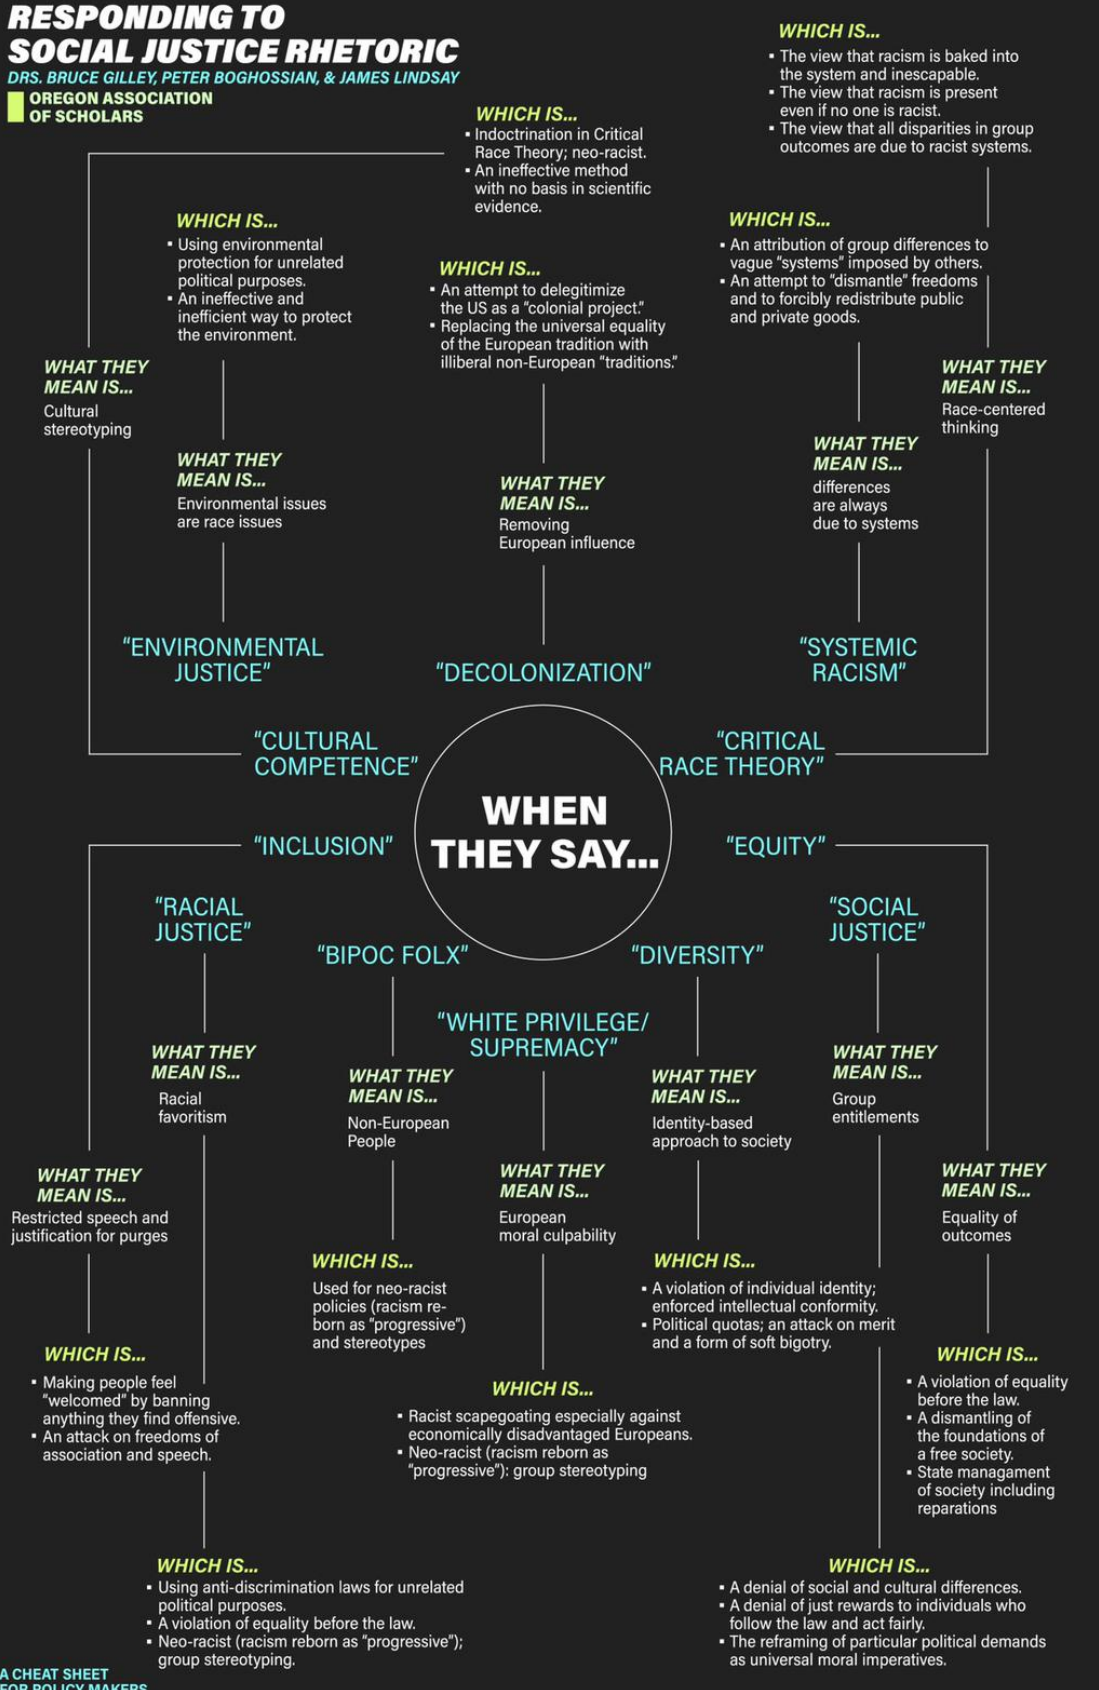 RESPONDING TO
SOCIAL JUSTICE RHETORIC
DRS. BRUCE GILLEY, PETER BOGHOSSIAN, & JAMES LINDSAY
OREGON ASSOCIATION
OF SCHOLARS
WHICH IS...
▪ The view that racism is baked into
the system and inescapable.
▪ The view that racism is present
even if no one is racist.
▪ The view that all disparities in group
outcomes are due to racist systems.
WHICH IS...
▪ Indoctrination in Critical
Race Theory; neo-racist.
▪ An ineffective method
with no basis in scientific
evidence.
WHICH IS...
▪ Using environmental
protection for unrelated
political purposes.
▪ An ineffective and
inefficient way to protect
the environment.
WHICH IS...
▪ An attempt to delegitimize
the US as a “colonial project.”
▪ Replacing the universal equality
of the European tradition with
illiberal non-European “traditions.”
WHICH IS...
▪ An attribution of group differences to
vague “systems” imposed by others.
▪ An attempt to “dismantle” freedoms
and to forcibly redistribute public
and private goods.
WHAT THEY
MEAN IS...
Cultural
stereotyping
WHAT THEY
MEAN IS...
Environmental issues
are race issues
WHAT THEY
MEAN IS...
Removing
European influence
WHAT THEY
MEAN IS...
differences
are always
due to systems
WHAT THEY
MEAN IS...
Race-centered
thinking
“ENVIRONMENTAL
JUSTICE”
“DECOLONIZATION”
“SYSTEMIC
RACISM”
“CULTURAL
COMPETENCE”
“CRITICAL
RACE THEORY”
WHEN
THEY SAY...
“INCLUSION”
“EQUITY”
“RACIAL
JUSTICE”
“BIPOC FOLX”
“DIVERSITY”
“SOCIAL
JUSTICE”
“WHITE PRIVILEGE/
SUPREMACY”
WHAT THEY
MEAN IS...
Racial
favoritism
WHAT THEY
MEAN IS...
Non-European
People
WHAT THEY
MEAN IS...
Identity-based
approach to society
WHAT THEY
MEAN IS...
Group
entitlements
WHAT THEY
MEAN IS...
Restricted speech and
justification for purges
WHAT THEY
MEAN IS...
European
moral culpability
WHAT THEY
MEAN IS...
Equality of
outcomes
WHICH IS...
Used for neo-racist
policies (racism re-
born as “progressive”)
and stereotypes
WHICH IS...
▪ A violation of individual identity;
enforced intellectual conformity.
▪ Political quotas; an attack on merit
and a form of soft bigotry.
WHICH IS...
▪ Making people feel
“welcomed” by banning
anything they find offensive.
▪ An attack on freedoms of
association and speech.
WHICH IS...
▪ Racist scapegoating especially against
economically disadvantaged Europeans.
▪ Neo-racist (racism reborn as
“progressive”): group stereotyping
WHICH IS...
▪ A violation of equality
before the law.
▪ A dismantling of
the foundations of
a free society.
▪ State managament
of society including
reparations
WHICH IS...
▪ Using anti-discrimination laws for unrelated
political purposes.
▪ A violation of equality before the law.
▪ Neo-racist (racism reborn as “progressive”);
group stereotyping.
WHICH IS...
▪ A denial of social and cultural differences.
▪ A denial of just rewards to individuals who
follow the law and act fairly.
▪ The reframing of particular political demands
as universal moral imperatives.
A CHEAT SHEET
FOR POLICY MAKERS